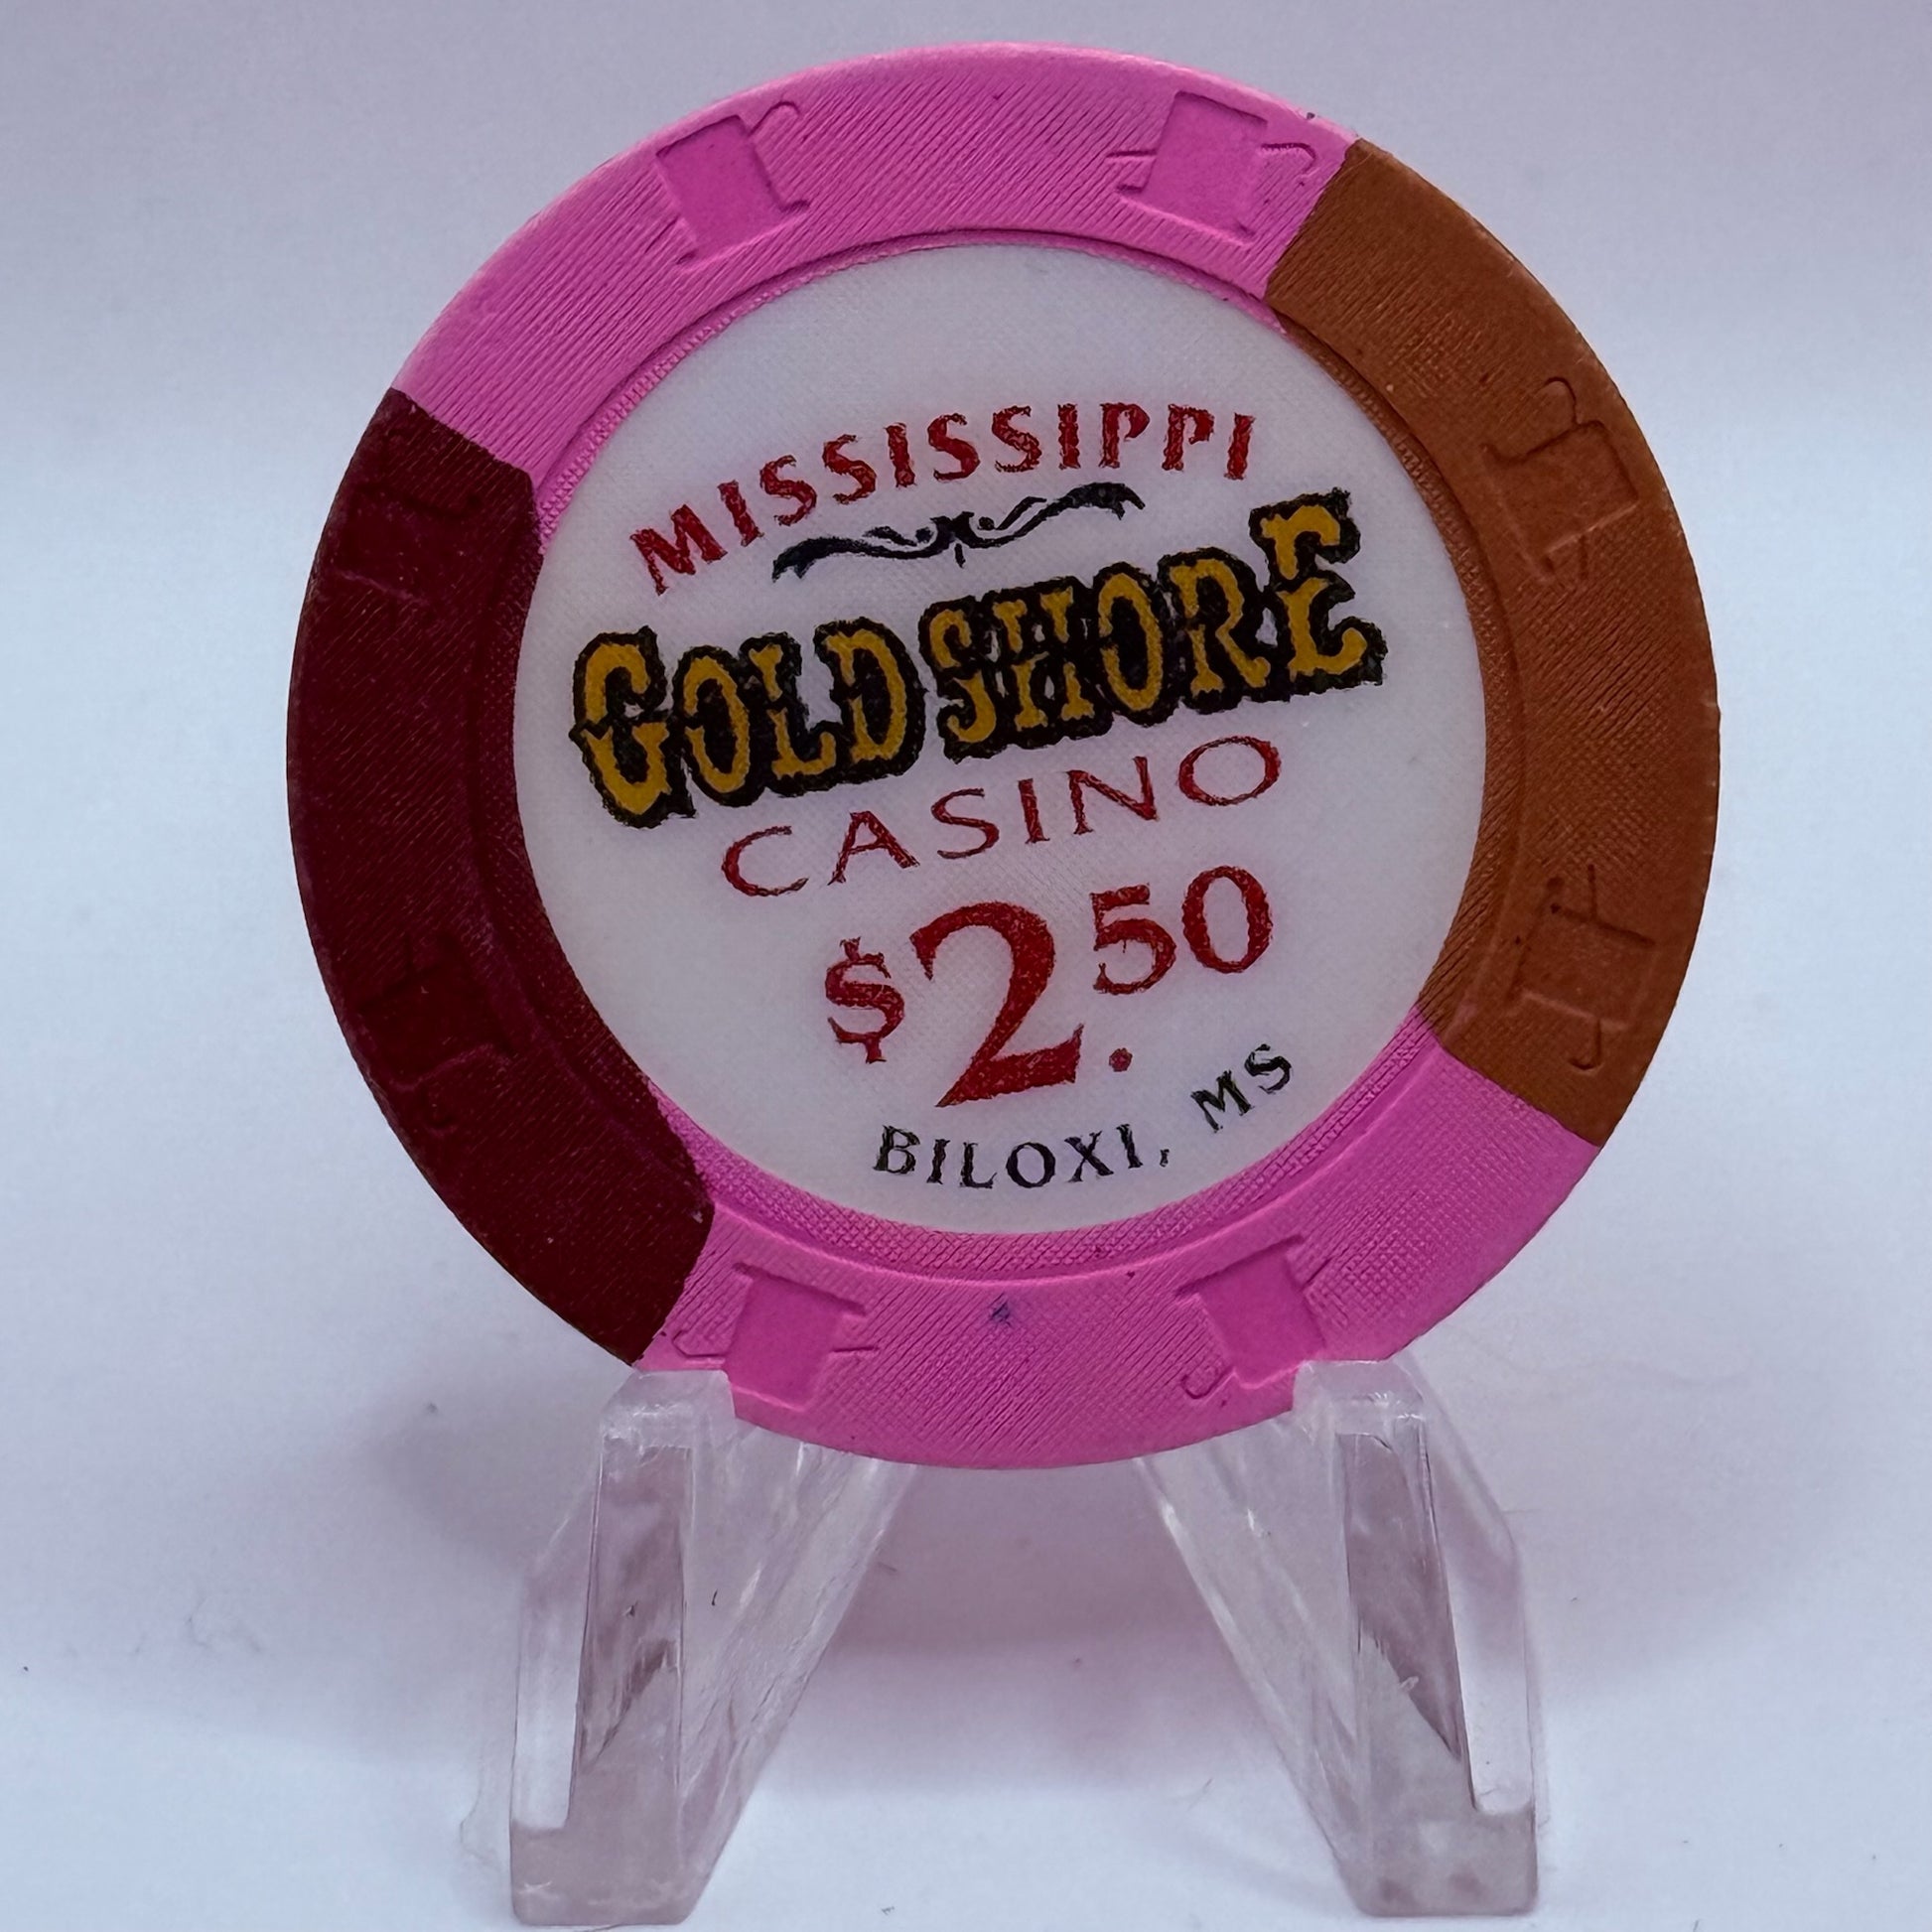 MISSISSIPPI
GOLD SHORE
CASINO
$2.50
BILOXI, MS